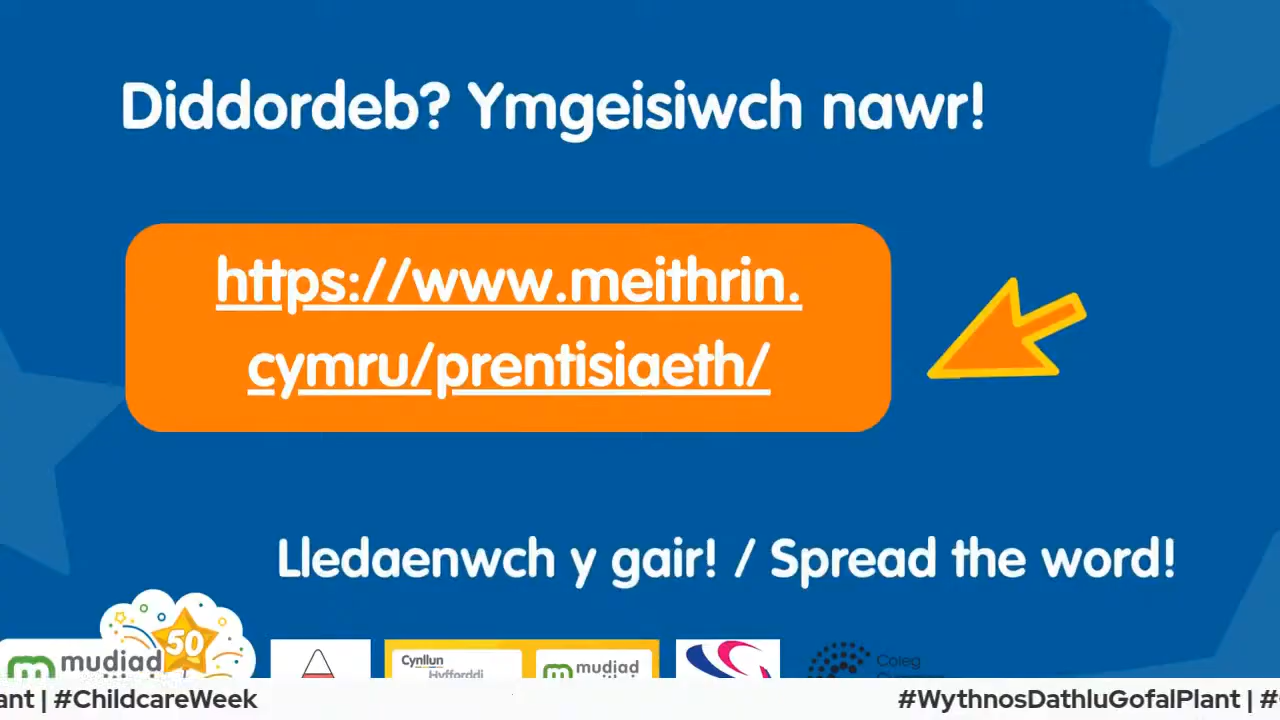 Diddordeb? Ymgeisiwch nawr!
https://www.meithrin.
cymru/prentisiaeth/
Lledaenwch y gair! / Spread the word!
50
mudiad
Cynllun
Hyfforddi
mudiad
Coleg
ant | #ChildcareWeek
#WythnosDathluGofalPlant | #